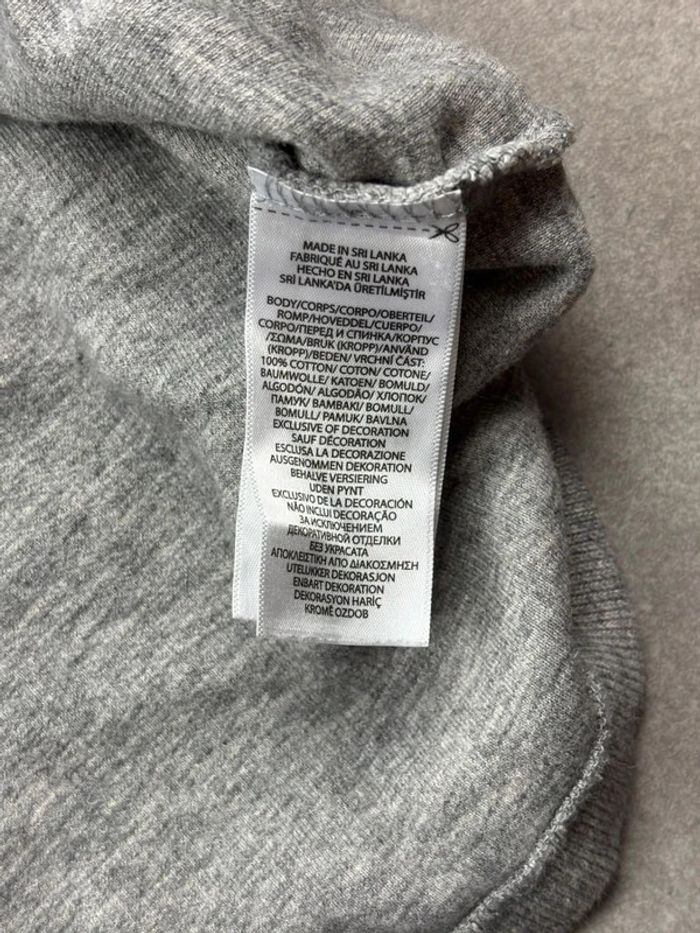 MADE IN SRI LANKA
FABRIQUÉ AU SRI LANKA
HECHO EN SRI LANKA
SRİ LANKA'DA ÜRETİLMİŞTİR
BODY/CORPS/CORPO/OBERTEIL/
ROMP/HOVEDDEL/CUERPO/
CORPO/ПЕРЕД И СПИНКА/КОРПУС
/ΣΩΜΑ/BRUK (KROPP)/ANVÄND
(KROPP)/BEDEN/ VRCHNÍ ČÁST:
100% COTTON/ COTON/ COTONE/
BAUMWOLLE/ KATOEN/ BOMULD/
ALGODÓN/ ALGODÃO/ ХЛОПОК/
ПАМУК/ BAMBAKI/ BOMULL/
BOMULL/ PAMUK/ BAVLNA
EXCLUSIVE OF DECORATION
SAUF DÉCORATION
ESCLUSA LA DECORAZIONE
AUSGENOMMEN DEKORATION
BEHALVE VERSIERING
UDEN PYNT
EXCLUSIVO DE LA DECORACIÓN
NÃO INCLUI DECORAÇÃO
ЗА ИСКЛЮЧЕНИЕМ
ДЕКОРАТИВНОЙ ОТДЕЛКИ
БЕЗ УКРАСАТА
ΑΠΟΚΛΕΙΣΤΙΚΗ ΑΠΟ ΔΙΑΚΟΣΜΗΣΗ
UTELUKKER DEKORASJON
ENBART DEKORATION
DEKORASYON HARİÇ
KROMĚ OZDOB